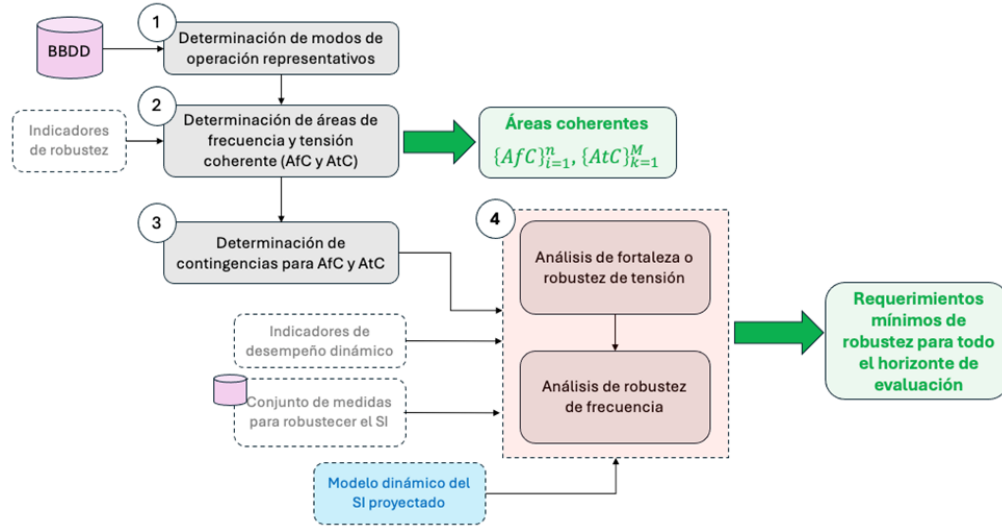 1
Determinación de modos de
operación representativos
BBDD
2
Determinación de áreas de
frecuencia y tensión
coherente (AfC y AtC)
Indicadores
de robustez
Áreas coherentes
{AfC}ⁿᵢ₌₁, {AtC}ᴹₖ₌₁
3
Determinación de
contingencias para AfC y AtC
4
Análisis de fortaleza o
robustez de tensión
Análisis de robustez
de frecuencia
Indicadores de
desempeño dinámico
Conjunto de medidas
para robustecer el SI
Modelo dinámico del
SI proyectado
Requerimientos
mínimos de
robustez para todo
el horizonte de
evaluación